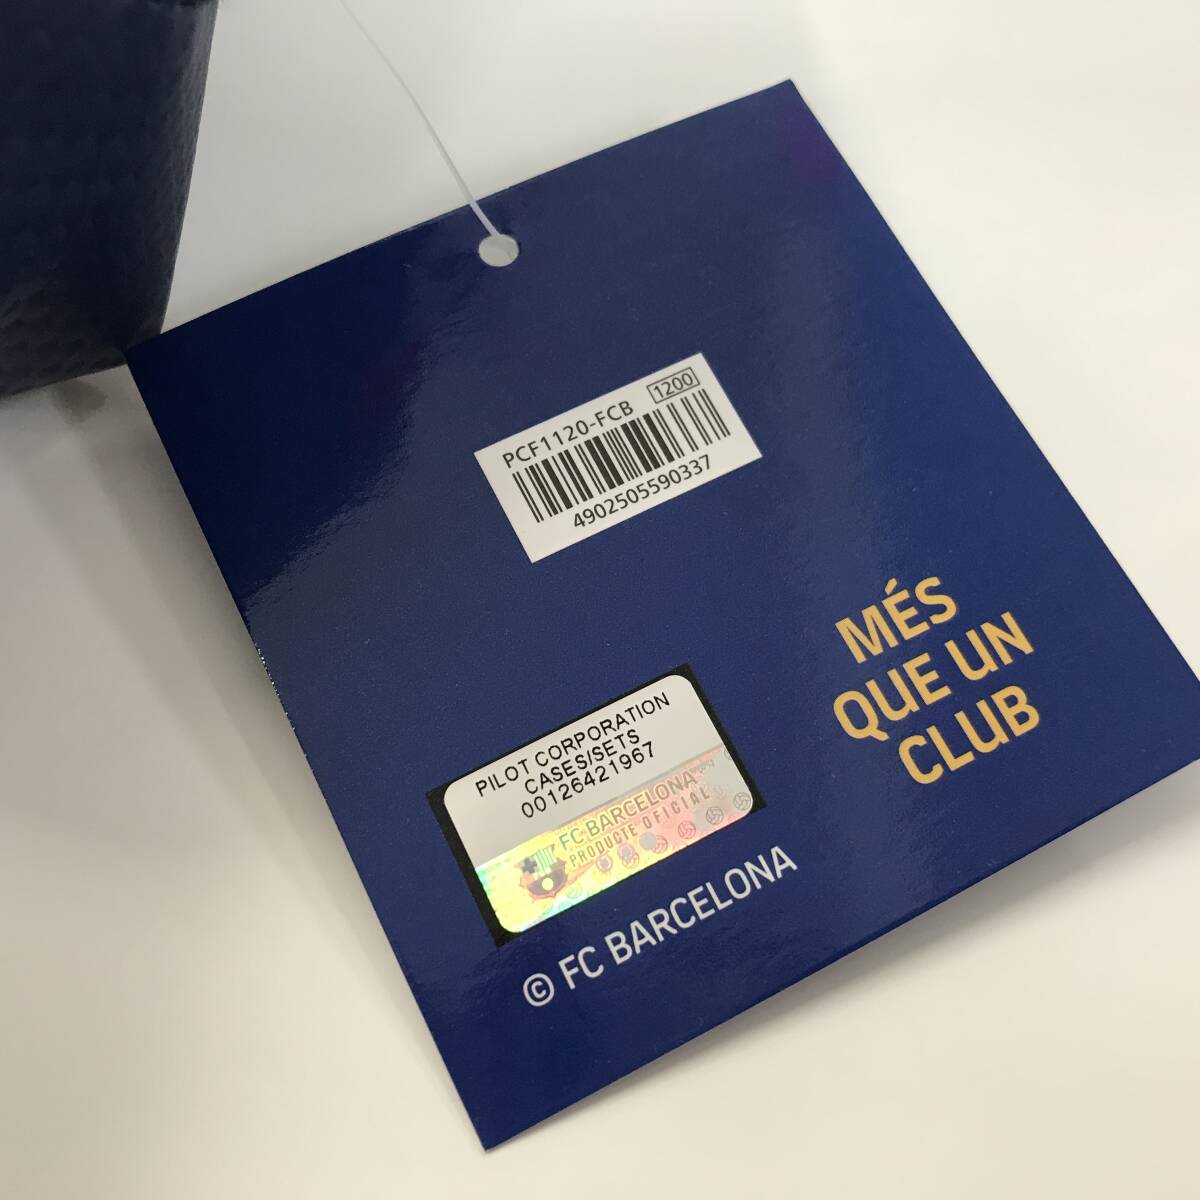 PCF1120-FCB 1200
4902505590337
MÉS
QUE UN
CLUB
PILOT CORPORATION
CASES/SETS
00126421967
FC BARCELONA
PRODUCTE OFICIAL
© FC BARCELONA